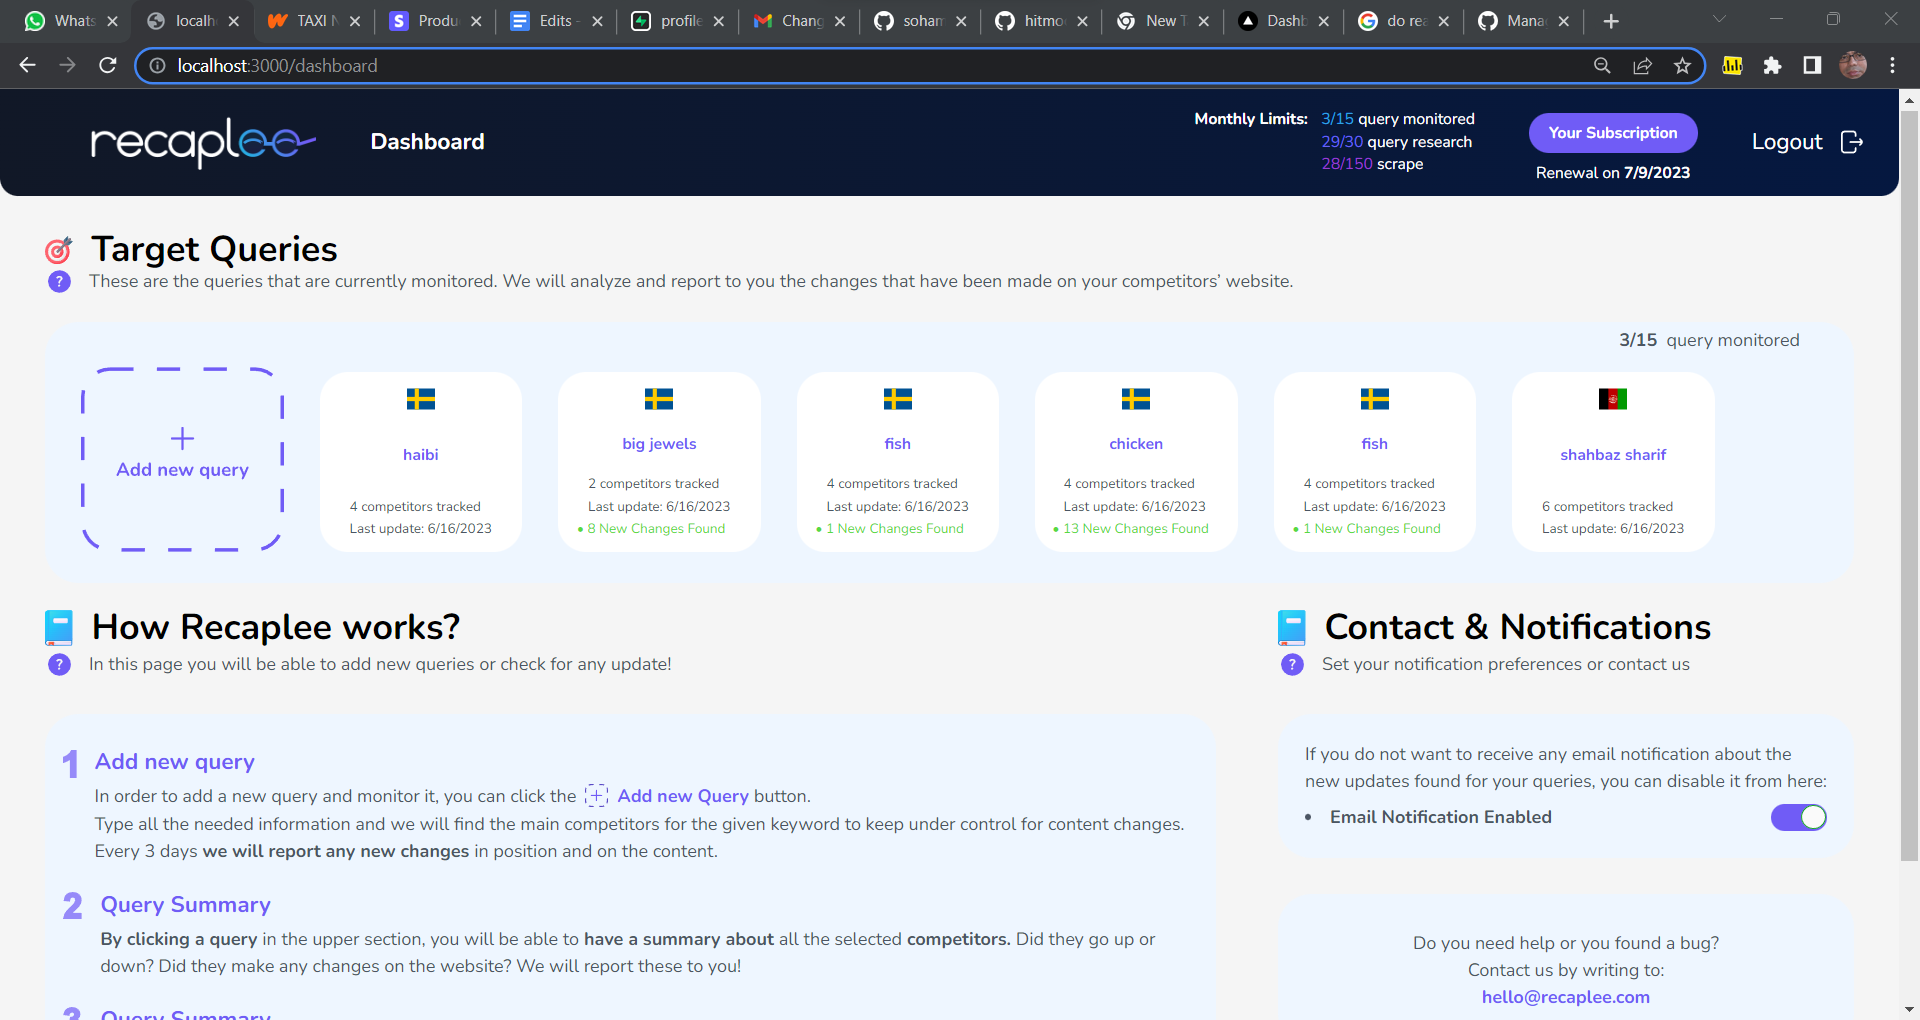 Whats
localh
TAXI N
Produ
Edits -
profile
Chang
soham
hitmo
New T
Dashb
do rea
Mana
localhost:3000/dashboard
recaplee
Dashboard
Monthly Limits:
3/15 query monitored
29/30 query research
28/150 scrape
Your Subscription
Renewal on 7/9/2023
Logout
Target Queries
? These are the queries that are currently monitored. We will analyze and report to you the changes that have been made on your competitors’ website.
3/15 query monitored
+
Add new query
haibi
4 competitors tracked
Last update: 6/16/2023
big jewels
2 competitors tracked
Last update: 6/16/2023
• 8 New Changes Found
fish
4 competitors tracked
Last update: 6/16/2023
• 1 New Changes Found
chicken
4 competitors tracked
Last update: 6/16/2023
• 13 New Changes Found
fish
4 competitors tracked
Last update: 6/16/2023
• 1 New Changes Found
shahbaz sharif
6 competitors tracked
Last update: 6/16/2023
How Recaplee works?
? In this page you will be able to add new queries or check for any update!
1 Add new query
In order to add a new query and monitor it, you can click the + Add new Query button.
Type all the needed information and we will find the main competitors for the given keyword to keep under control for content changes.
Every 3 days we will report any new changes in position and on the content.
2 Query Summary
By clicking a query in the upper section, you will be able to have a summary about all the selected competitors. Did they go up or
down? Did they make any changes on the website? We will report these to you!
3 Query Summary
Contact & Notifications
? Set your notification preferences or contact us
If you do not want to receive any email notification about the
new updates found for your queries, you can disable it from here:
• Email Notification Enabled
Do you need help or you found a bug?
Contact us by writing to:
hello@recaplee.com